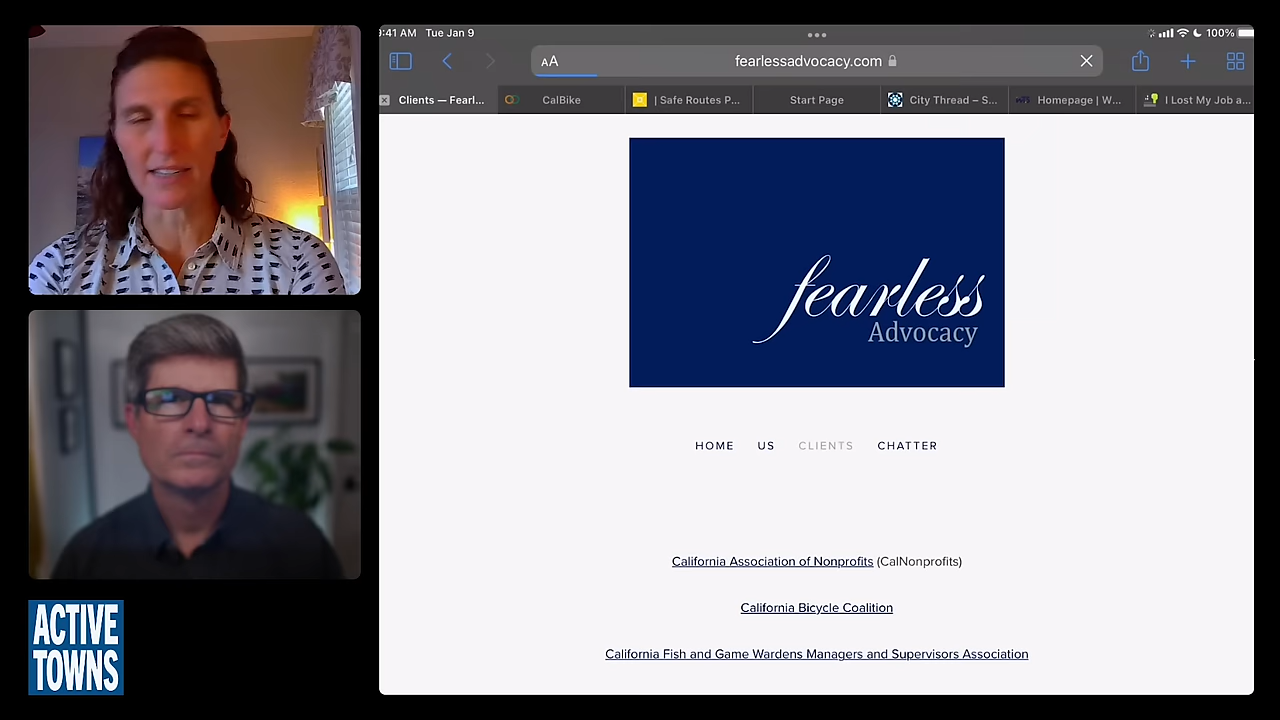 9:41 AM Tue Jan 9
100%
AA
fearlessadvocacy.com
Clients — Fearl...
CalBike
| Safe Routes P...
Start Page
City Thread – S...
Homepage | W...
I Lost My Job a...
fearless
Advocacy
HOME US CLIENTS CHATTER
California Association of Nonprofits (CalNonprofits)
California Bicycle Coalition
California Fish and Game Wardens Managers and Supervisors Association
ACTIVE
TOWNS